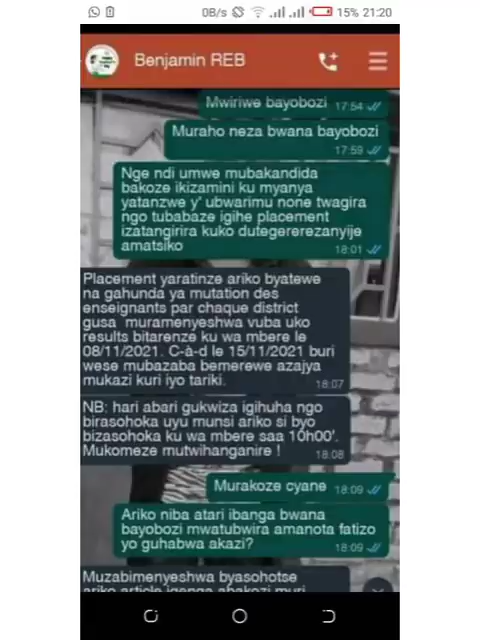 0B/s 15% 21:20
Benjamin REB
Mwiriwe bayobozi 17:54
Muraho neza bwana bayobozi
17:59
Nge ndi umwe mubakandida
bakoze ikizamini ku myanya
yatanzwe y' ubwarimu none twagira
ngo tubabaze igihe placement
izatangirira kuko dutegererezanyije
amatsiko 18:01
Placement yaratinze ariko byatewe
na gahunda ya mutation des
enseignants par chaque district
gusa muramenyeshwa vuba uko
results bitarenze ku wa mbere le
08/11/2021. C-à-d le 15/11/2021 buri
wese mubazaba bemerewe azajya
mukazi kuri iyo tariki. 18:07
NB: hari abari gukwiza igihuha ngo
birasohoka uyu munsi ariko si byo
bizasohoka ku wa mbere saa 10h00'.
Mukomeze mutwihanganire ! 18:08
Murakoze cyane 18:09
Ariko niba atari ibanga bwana
bayobozi mwatubwira amanota fatizo
yo guhabwa akazi? 18:09
Muzabimenyeshwa byasohotse
ariko article igenga abakozi muri